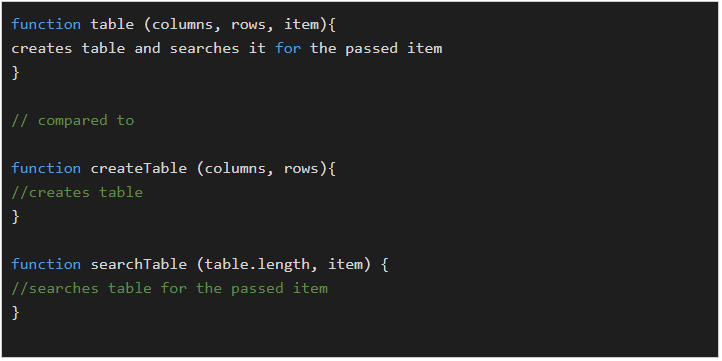 function table (columns, rows, item){
creates table and searches it for the passed item
}
// compared to
function createTable (columns, rows){
//creates table
}
function searchTable (table.length, item) {
//searches table for the passed item
}